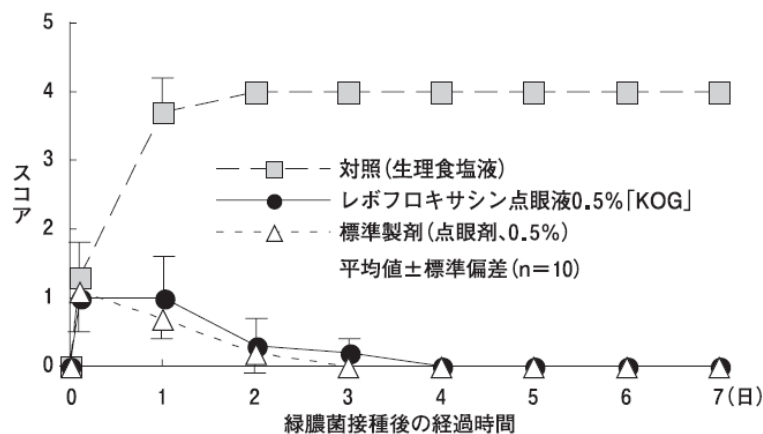 5
4
3
2
1
0
スコア
対照(生理食塩液)
レボフロキサシン点眼液0.5%「KOG」
標準製剤(点眼剤、0.5%)
平均値±標準偏差(n=10)
0 1 2 3 4 5 6 7(日)
緑膿菌接種後の経過時間